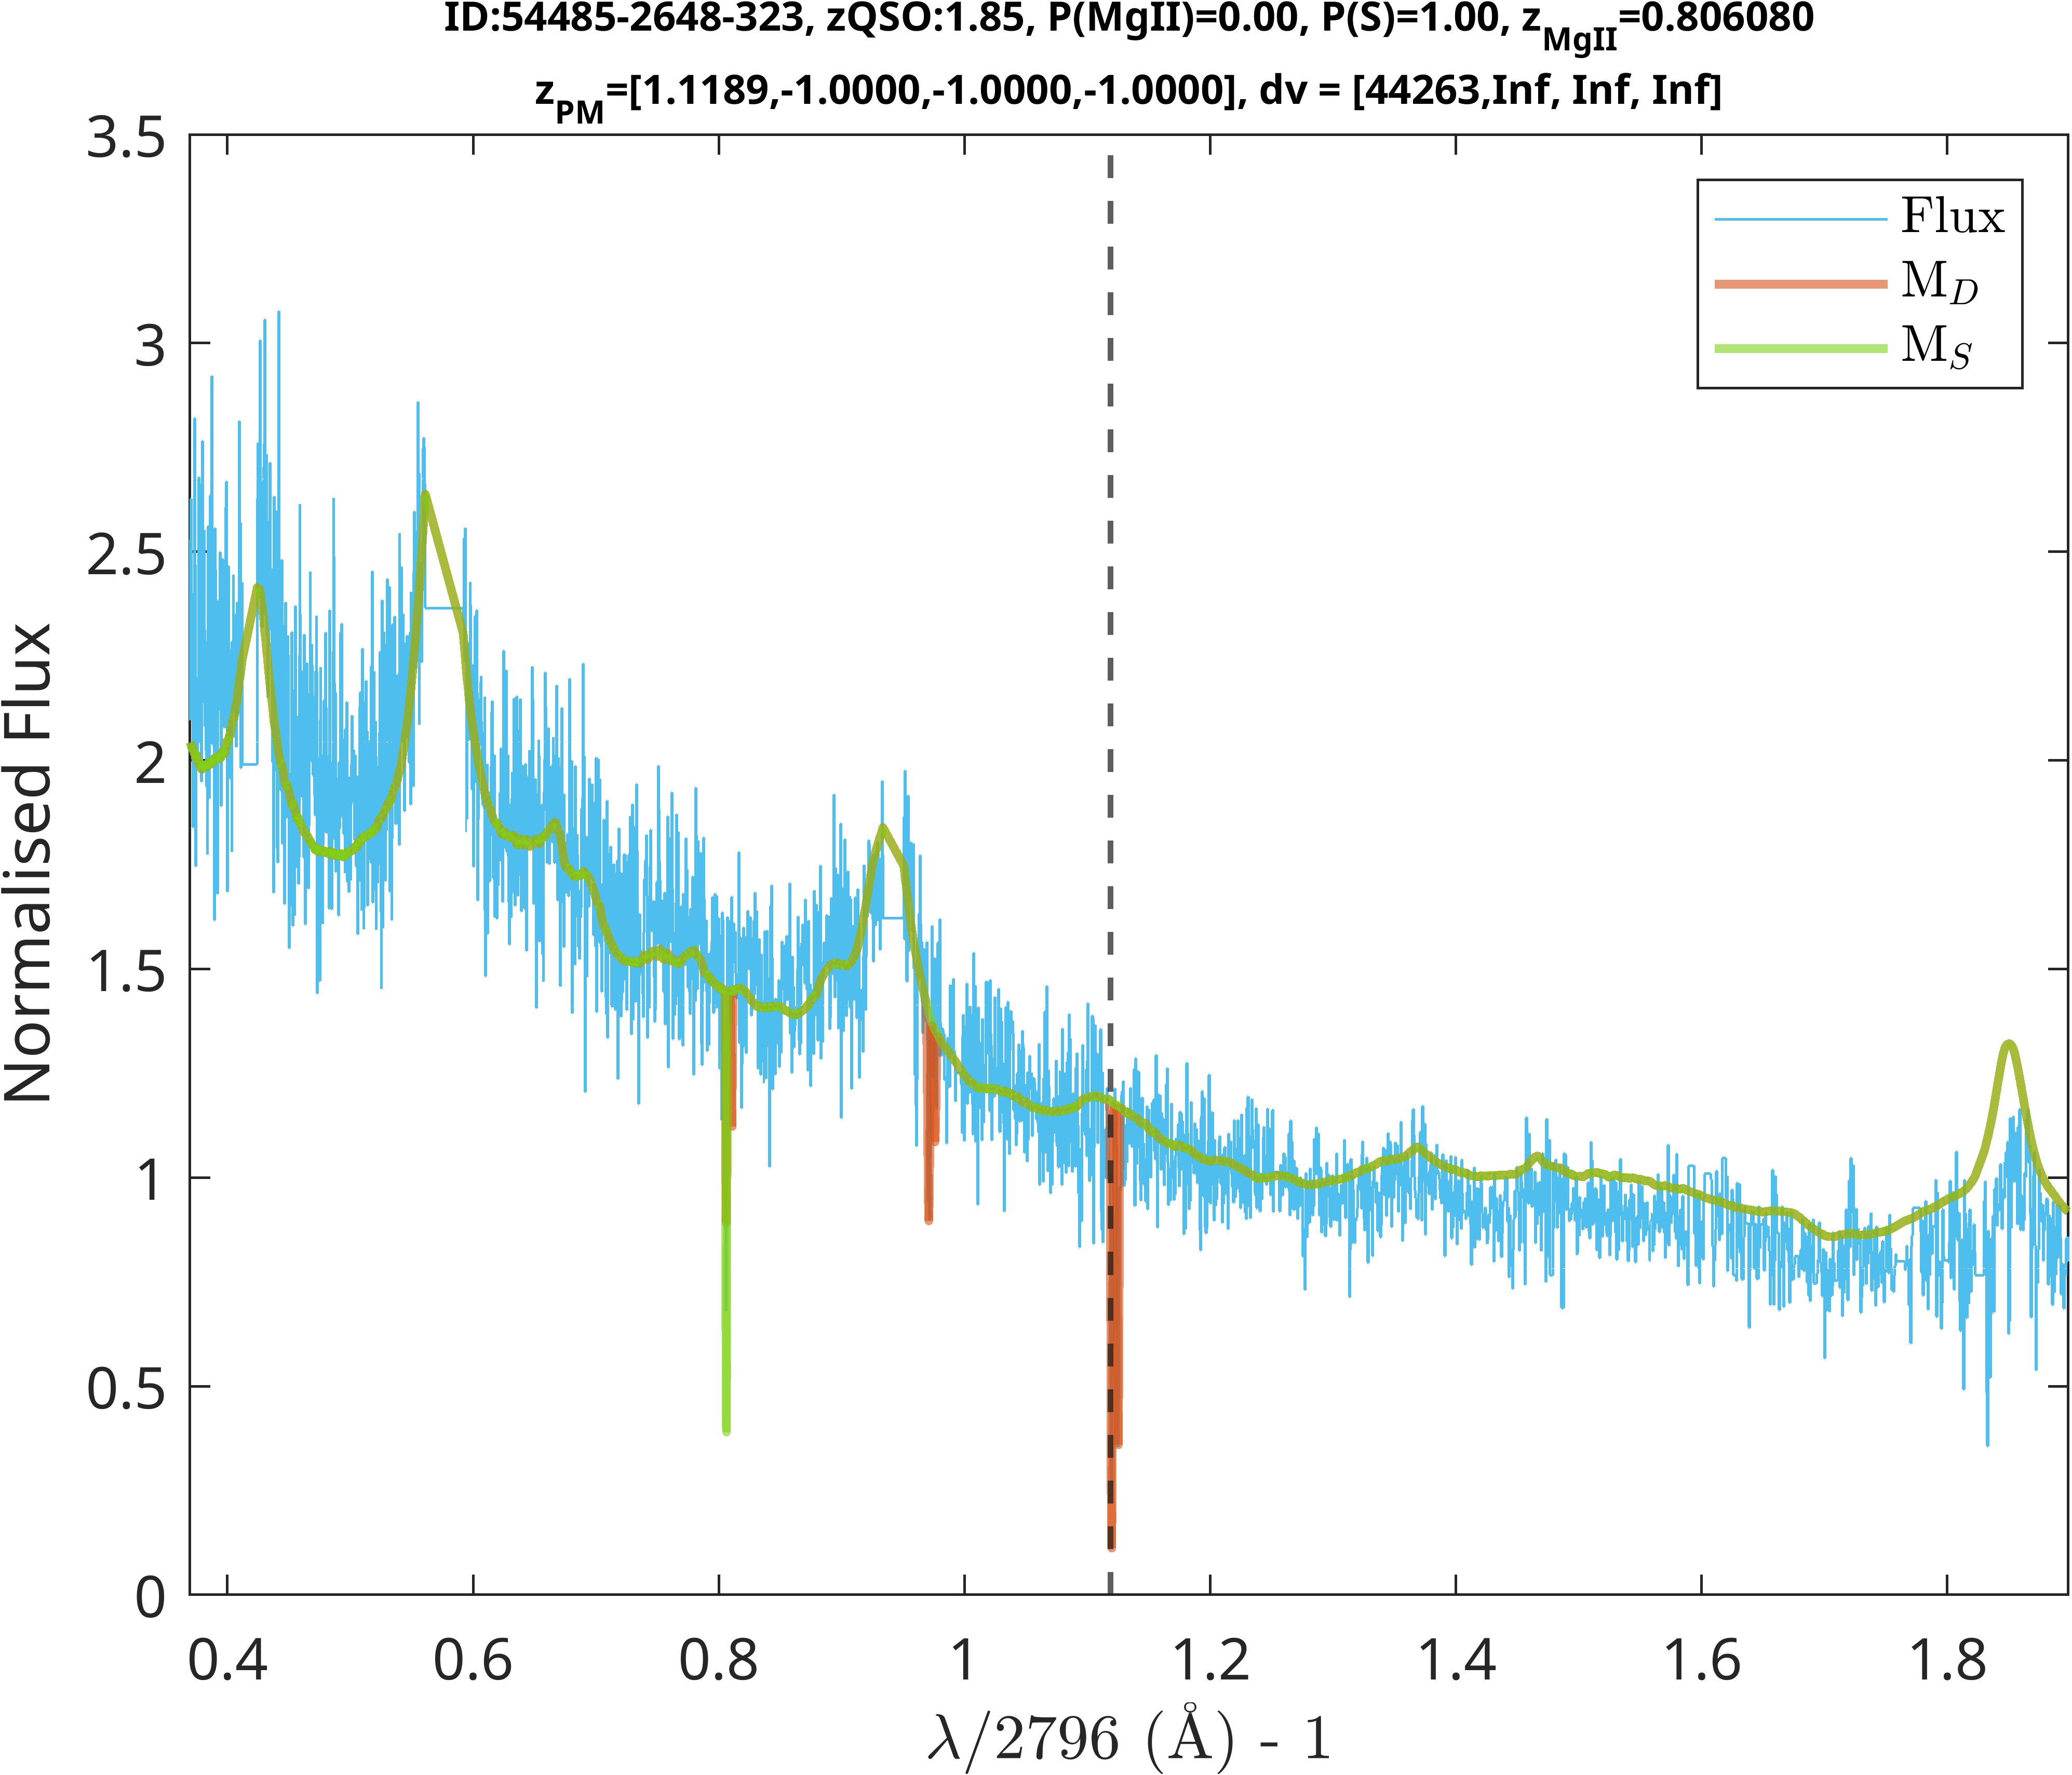 ID:54485-2648-323, zQSO:1.85, P(MgII)=0.00, P(S)=1.00, zMgII=0.806080
zPM=[1.1189,-1.0000,-1.0000,-1.0000], dv = [44263,Inf, Inf, Inf]
Flux
MD
MS
3.5
3
2.5
2
1.5
1
0.5
0
Normalised Flux
0.4 0.6 0.8 1 1.2 1.4 1.6 1.8
λ/2796 (Å) - 1